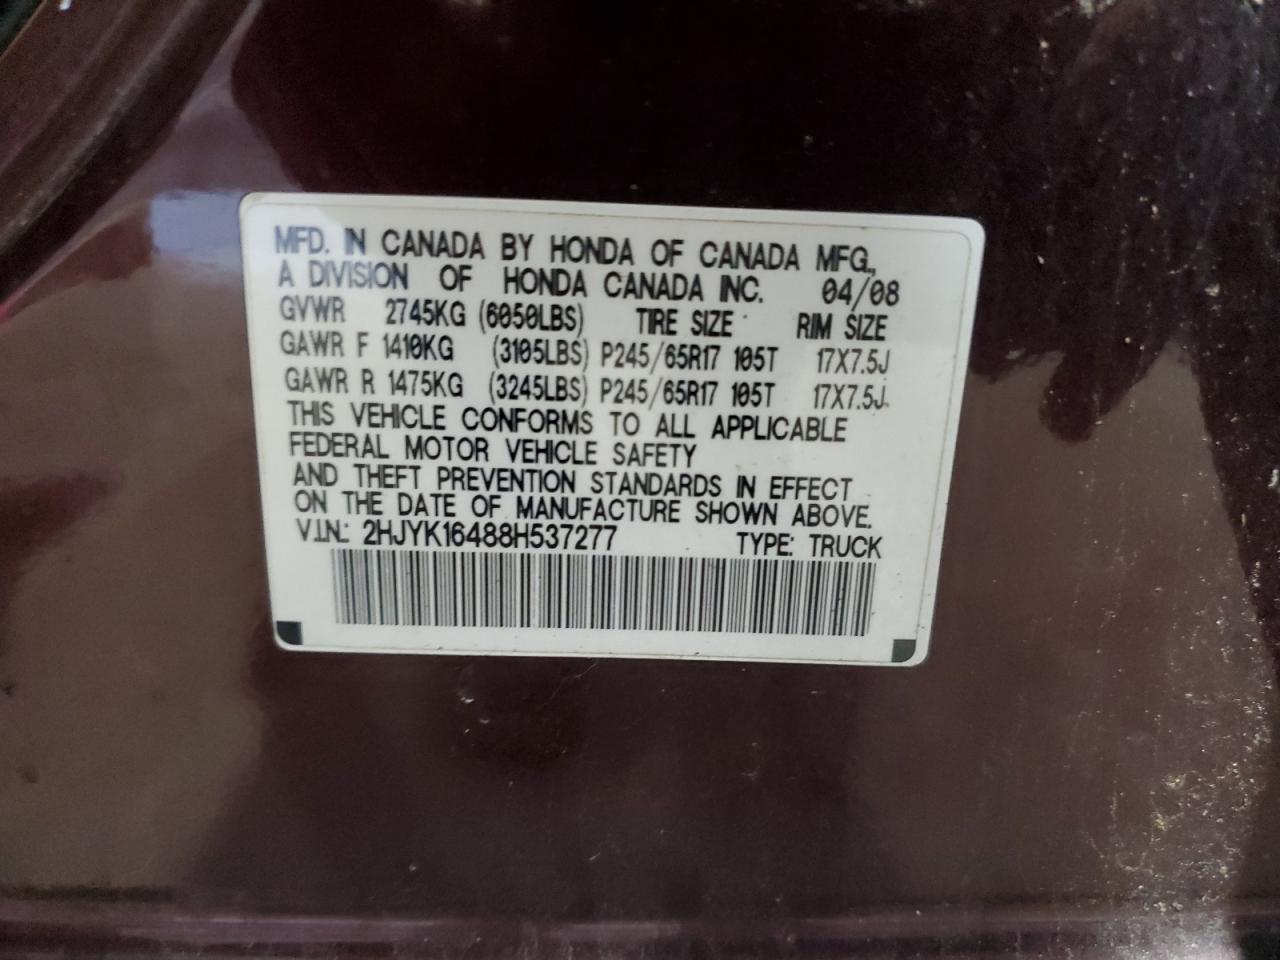 MFD. IN CANADA BY HONDA OF CANADA MFG.,
A DIVISION OF HONDA CANADA INC. 04/08
GVWR 2745KG (6050LBS) TIRE SIZE RIM SIZE
GAWR F 1410KG (3105LBS) P245/65R17 105T 17X7.5J
GAWR R 1475KG (3245LBS) P245/65R17 105T 17X7.5J
THIS VEHICLE CONFORMS TO ALL APPLICABLE
FEDERAL MOTOR VEHICLE SAFETY
AND THEFT PREVENTION STANDARDS IN EFFECT
ON THE DATE OF MANUFACTURE SHOWN ABOVE.
V.I.N.: 2HJYK16488H537277 TYPE: TRUCK